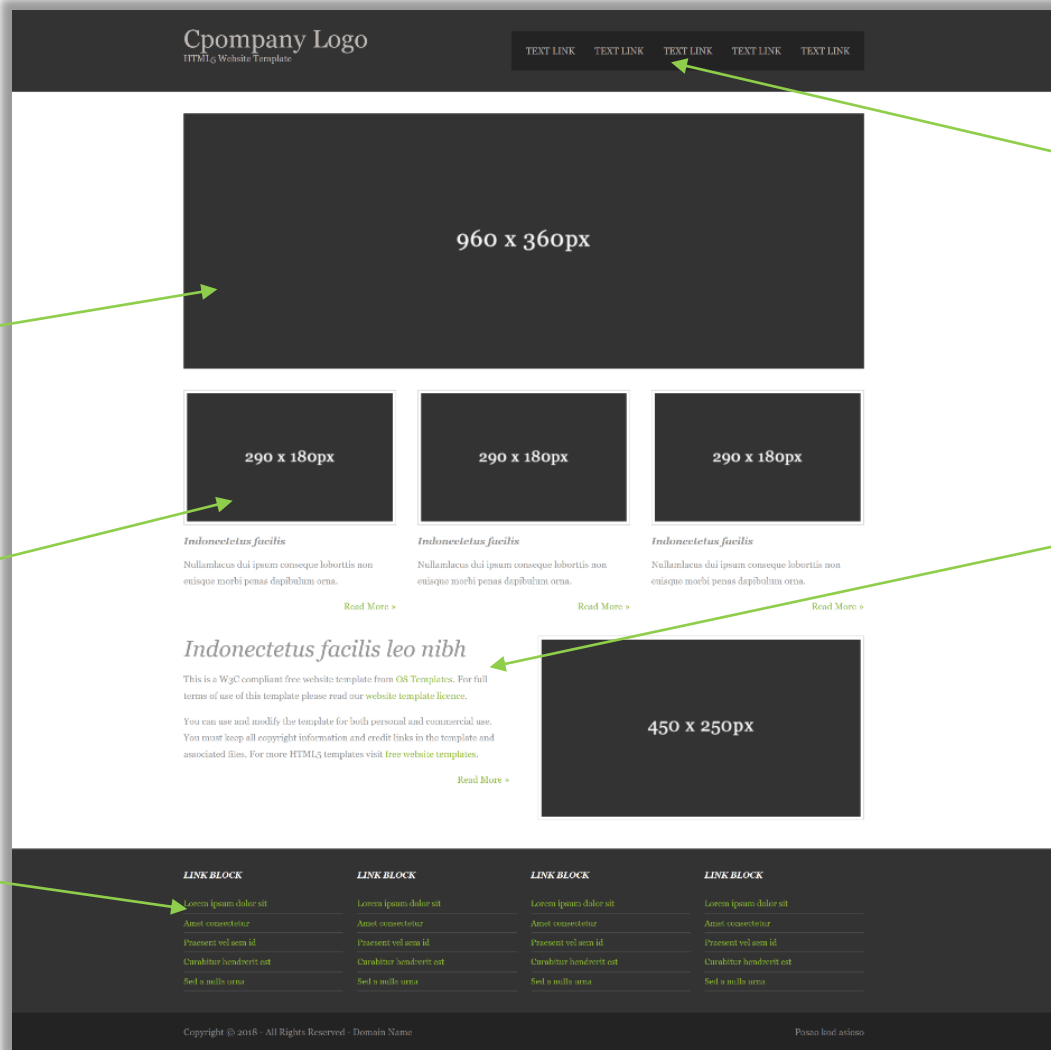 Cpompany Logo
HTML5 Website Template
TEXT LINK TEXT LINK TEXT LINK TEXT LINK TEXT LINK
960 x 360px
290 x 180px 290 x 180px 290 x 180px
Indonectetus facilis Indonectetus facilis Indonectetus facilis
Nullamlacus dui ipsum conseque loborttis non
euisque morbi penas dapibulum orna.
Read More »
Nullamlacus dui ipsum conseque loborttis non
euisque morbi penas dapibulum orna.
Read More »
Nullamlacus dui ipsum conseque loborttis non
euisque morbi penas dapibulum orna.
Read More »
Indonectetus facilis leo nibh
This is a W3C compliant free website template from OS Templates. For full
terms of use of this template please read our website template licence.
You can use and modify the template for both personal and commercial use.
You must keep all copyright information and credit links in the template and
associated files. For more HTML5 templates visit free website templates.
Read More »
450 x 250px
LINK BLOCK
Lorem ipsum dolor sit
Amet consectetur
Praesent vel sem id
Curabitur hendrerit est
Sed a nulla urna
LINK BLOCK
Lorem ipsum dolor sit
Amet consectetur
Praesent vel sem id
Curabitur hendrerit est
Sed a nulla urna
LINK BLOCK
Lorem ipsum dolor sit
Amet consectetur
Praesent vel sem id
Curabitur hendrerit est
Sed a nulla urna
LINK BLOCK
Lorem ipsum dolor sit
Amet consectetur
Praesent vel sem id
Curabitur hendrerit est
Sed a nulla urna
Copyright © 2018 - All Rights Reserved - Domain Name
Posao kod asioso